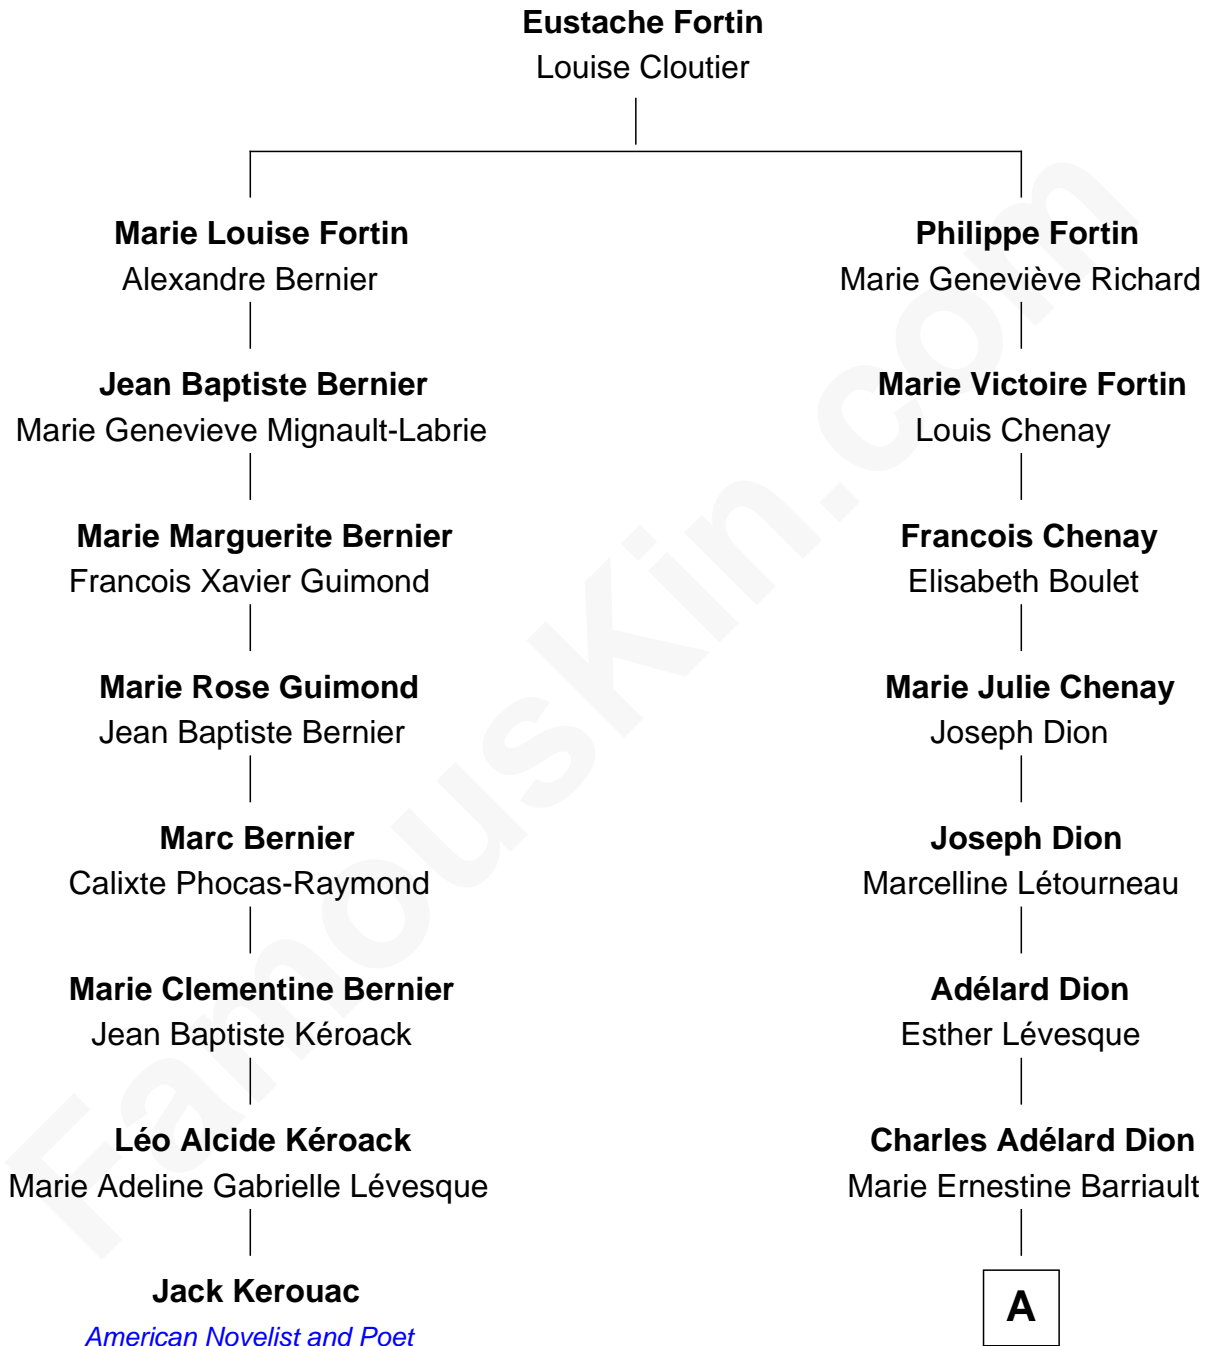 Eustache Fortin
Louise Cloutier
Marie Louise Fortin
Alexandre Bernier
Philippe Fortin
Marie Geneviève Richard
Jean Baptiste Bernier
Marie Genevieve Mignault-Labrie
Marie Victoire Fortin
Louis Chenay
Marie Marguerite Bernier
Francois Xavier Guimond
Francois Chenay
Elisabeth Boulet
Marie Rose Guimond
Jean Baptiste Bernier
Marie Julie Chenay
Joseph Dion
Marc Bernier
Calixte Phocas-Raymond
Joseph Dion
Marcelline Létourneau
Marie Clementine Bernier
Jean Baptiste Kéroack
Adélard Dion
Esther Lévesque
Léo Alcide Kéroack
Marie Adeline Gabrielle Lévesque
Charles Adélard Dion
Marie Ernestine Barriault
Jack Kerouac
American Novelist and Poet
A
FamousKin.com